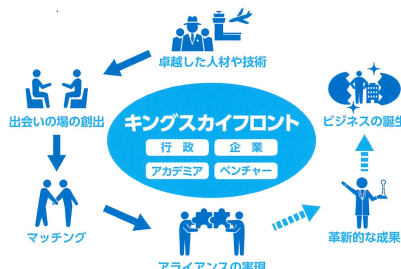 卓越した人材や技術
出会いの場の創出
キングスカイフロント
ビジネスの誕生
行政
企業
アカデミア
ベンチャー
マッチング
革新的な成果
アライアンスの実現